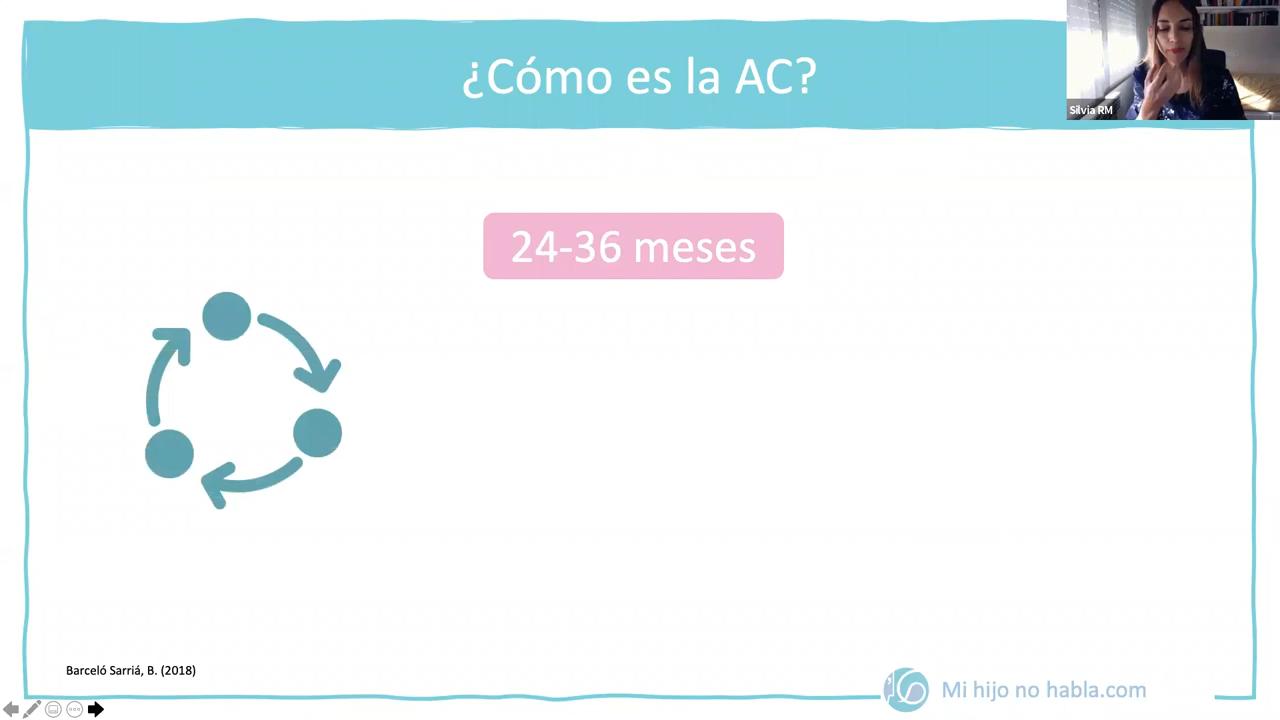 ¿Cómo es la AC?
Silvia RM
24-36 meses
Barceló Sarriá, B. (2018)
Mi hijo no habla.com